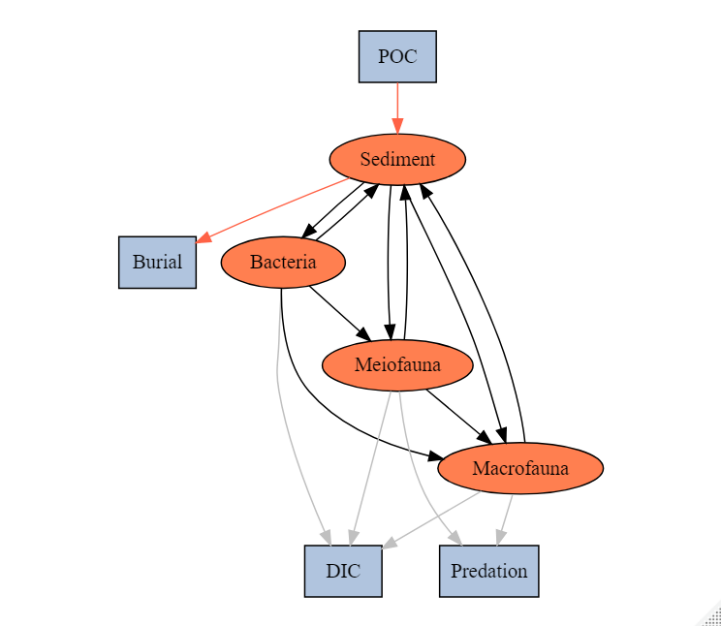 POC
Sediment
Burial
Bacteria
Meiofauna
Macrofauna
DIC
Predation